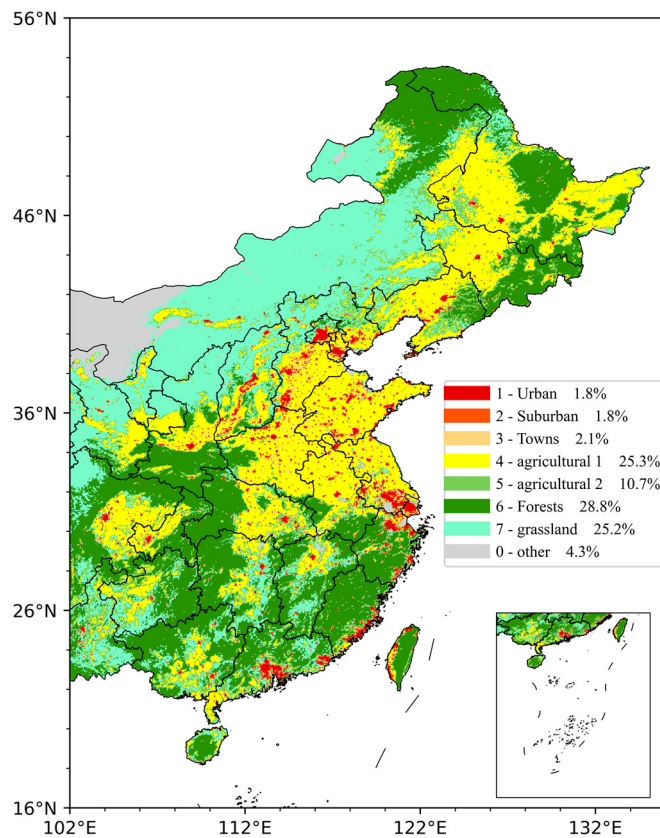 56°N
46°N
36°N
1 - Urban 1.8%
2 - Suburban 1.8%
3 - Towns 2.1%
4 - agricultural 1 25.3%
5 - agricultural 2 10.7%
6 - Forests 28.8%
7 - grassland 25.2%
0 - other 4.3%
26°N
16°N
102°E 112°E 122°E 132°E